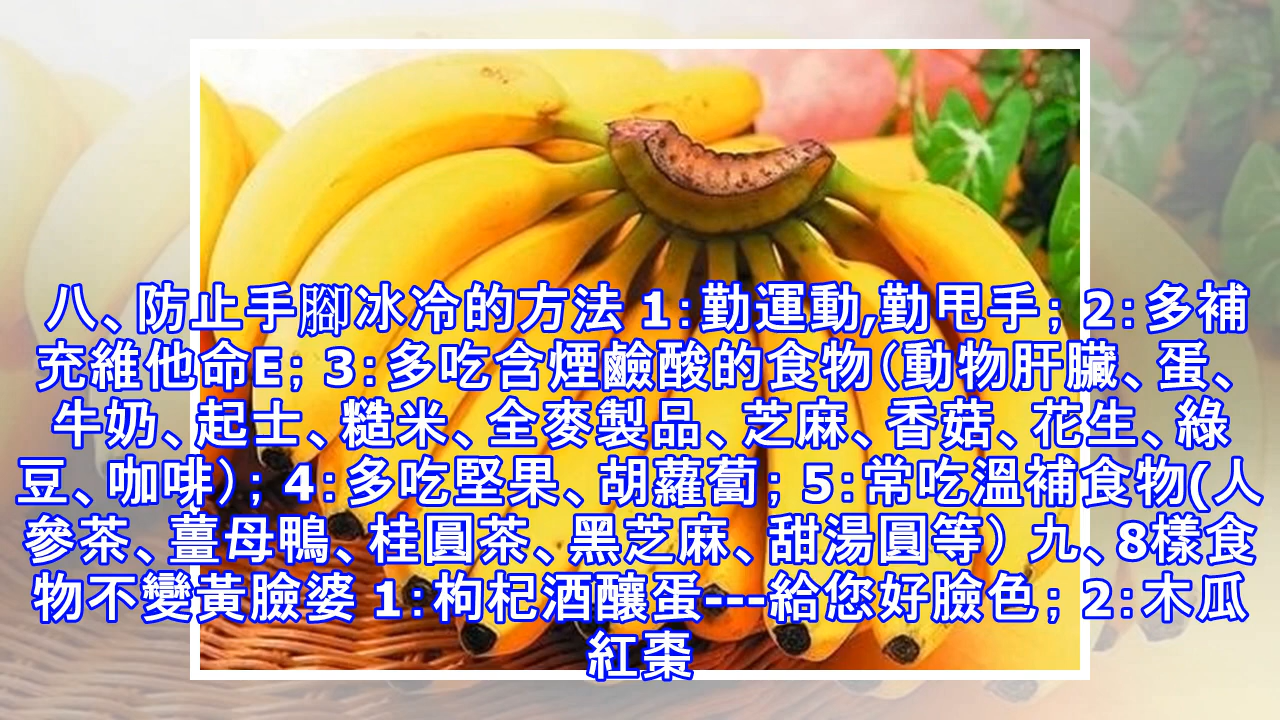 八、防止手腳冰冷的方法 1：勤運動,勤甩手；2：多補
充維他命E；3：多吃含煙鹼酸的食物（動物肝臟、蛋、
牛奶、起士、糙米、全麥製品、芝麻、香菇、花生、綠
豆、咖啡）；4：多吃堅果、胡蘿蔔；5：常吃溫補食物(人
參茶、薑母鴨、桂圓茶、黑芝麻、甜湯圓等） 九、8樣食
物不變黃臉婆 1：枸杞酒釀蛋---給您好臉色；2：木瓜
紅棗